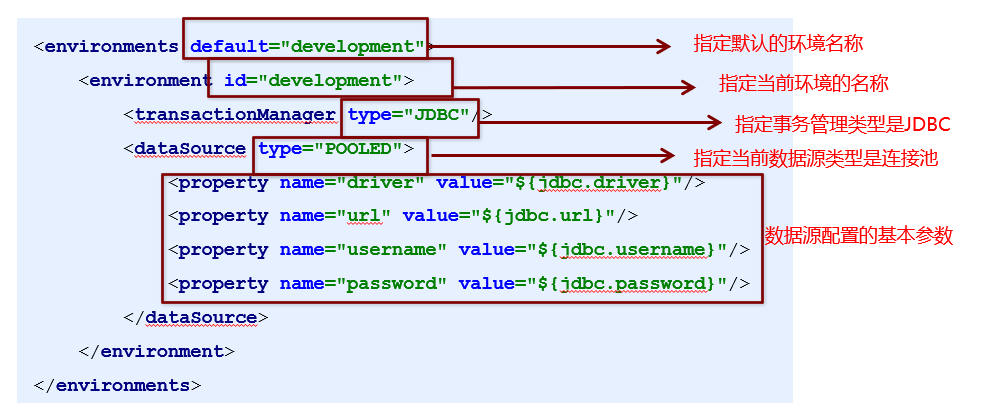 <environments default="development">
指定默认的环境名称
<environment id="development">
指定当前环境的名称
<transactionManager type="JDBC"/>
指定事务管理类型是JDBC
<dataSource type="POOLED">
指定当前数据源类型是连接池
<property name="driver" value="${jdbc.driver}"/>
<property name="url" value="${jdbc.url}"/>
数据源配置的基本参数
<property name="username" value="${jdbc.username}"/>
<property name="password" value="${jdbc.password}"/>
</dataSource>
</environment>
</environments>